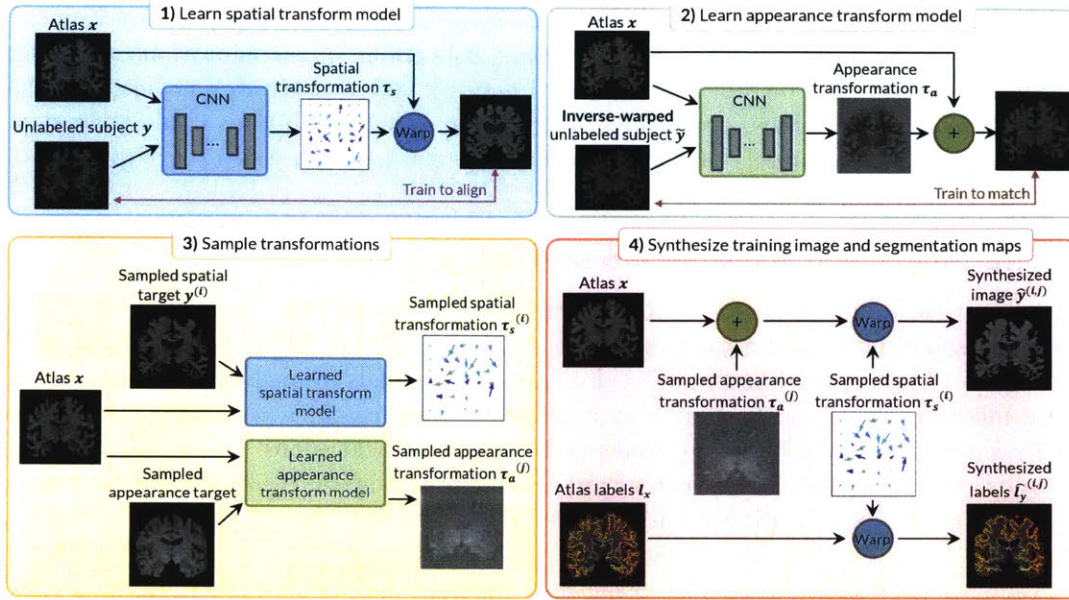 1) Learn spatial transform model
Atlas x
Spatial
transformation τₛ
CNN
...
Unlabeled subject y
Warp
Train to align
2) Learn appearance transform model
Atlas x
Appearance
transformation τₐ
CNN
...
Inverse-warped
unlabeled subject ỹ
+
Train to match
3) Sample transformations
Sampled spatial
target y⁽ⁱ⁾
Sampled spatial
transformation τₛ⁽ⁱ⁾
Atlas x
Learned
spatial transform
model
Learned
appearance
transform model
Sampled appearance
transformation τₐ⁽ʲ⁾
Sampled
appearance target
4) Synthesize training image and segmentation maps
Atlas x
Synthesized
image ŷ⁽ⁱ,ʲ⁾
+
Warp
Sampled appearance
transformation τₐ⁽ʲ⁾
Sampled spatial
transformation τₛ⁽ⁱ⁾
Atlas labels lₓ
Synthesized
labels l̂ᵧ⁽ⁱ,ʲ⁾
Warp